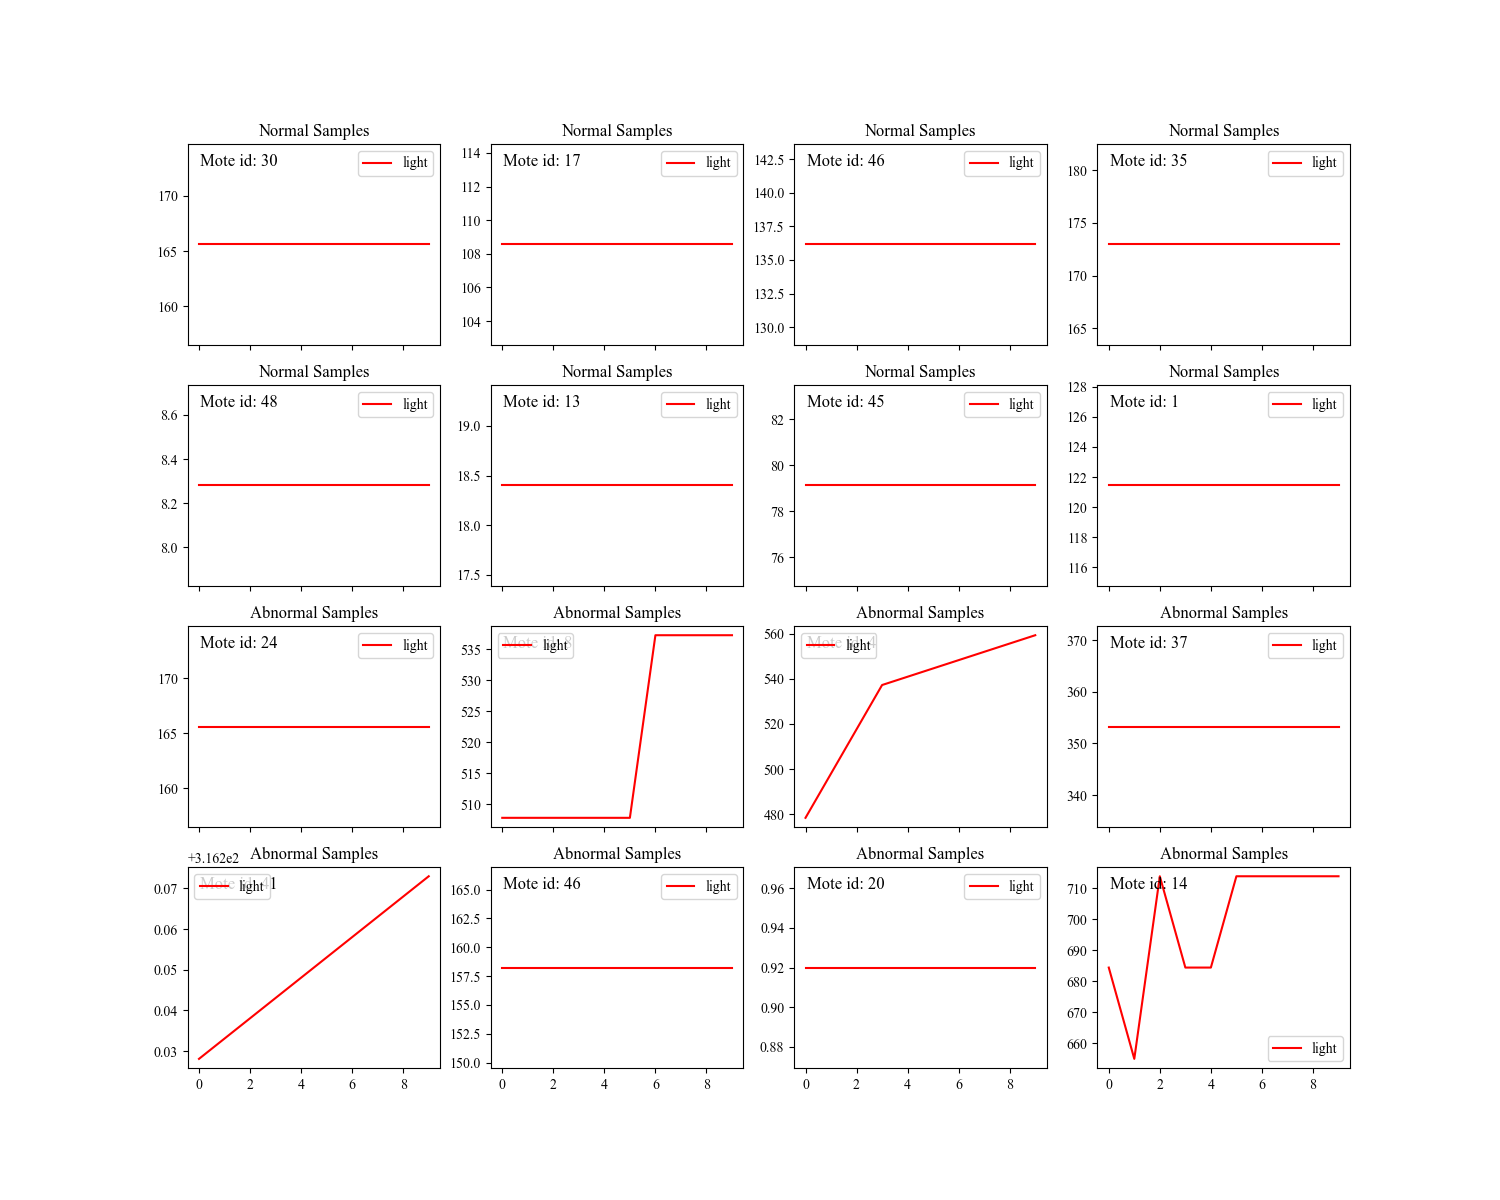 Normal Samples
Mote id: 30
light
170
165
160
Normal Samples
Mote id: 17
light
114
112
110
108
106
104
Normal Samples
Mote id: 46
light
142.5
140.0
137.5
135.0
132.5
130.0
Normal Samples
Mote id: 35
light
180
175
170
165
Normal Samples
Mote id: 48
light
8.6
8.4
8.2
8.0
Normal Samples
Mote id: 13
light
19.0
18.5
18.0
17.5
Normal Samples
Mote id: 45
light
82
80
78
76
Normal Samples
Mote id: 1
light
128
126
124
122
120
118
116
Abnormal Samples
Mote id: 24
light
170
165
160
Abnormal Samples
Mote id: 8
light
535
530
525
520
515
510
Abnormal Samples
Mote id: 4
light
560
540
520
500
480
Abnormal Samples
Mote id: 37
light
370
360
350
340
Abnormal Samples
+3.162e2
Mote id: 41
light
0.07
0.06
0.05
0.04
0.03
0 2 4 6 8
Abnormal Samples
Mote id: 46
light
165.0
162.5
160.0
157.5
155.0
152.5
150.0
0 2 4 6 8
Abnormal Samples
Mote id: 20
light
0.96
0.94
0.92
0.90
0.88
0 2 4 6 8
Abnormal Samples
Mote id: 14
light
710
700
690
680
670
660
0 2 4 6 8